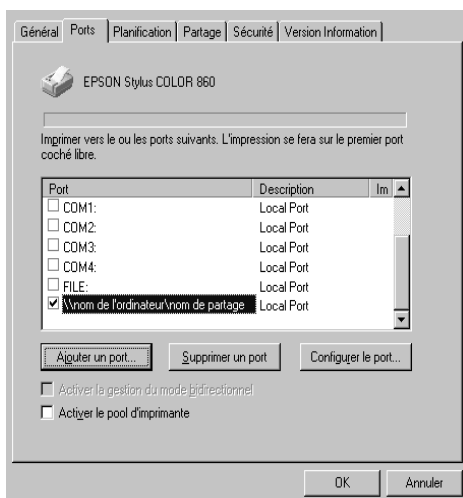 Général Ports Planification Partage Sécurité Version Information
EPSON Stylus COLOR 860
Imprimer vers le ou les ports suivants. L'impression se fera sur le premier port
coché libre.
Port Description Im
COM1: Local Port
COM2: Local Port
COM3: Local Port
COM4: Local Port
FILE: Local Port
\\nom de l'ordinateur\nom de partage Local Port
Ajouter un port... Supprimer un port Configurer le port...
Activer la gestion du mode bidirectionnel
Activer le pool d'imprimante
OK Annuler